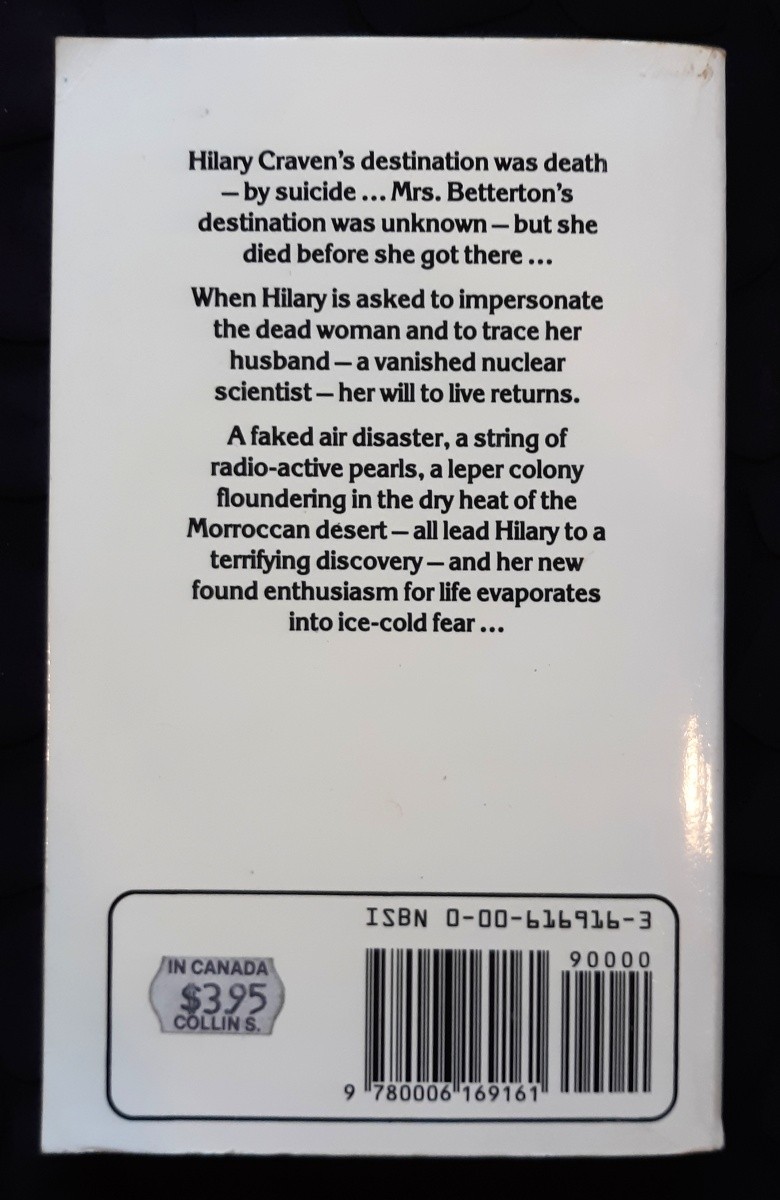 Hilary Craven's destination was death
– by suicide ... Mrs. Betterton's
destination was unknown – but she
died before she got there ...
When Hilary is asked to impersonate
the dead woman and to trace her
husband – a vanished nuclear
scientist – her will to live returns.
A faked air disaster, a string of
radio-active pearls, a leper colony
floundering in the dry heat of the
Morroccan desert – all lead Hilary to a
terrifying discovery – and her new
found enthusiasm for life evaporates
into ice-cold fear ...
ISBN 0-00-616916-3
90000
IN CANADA
$3.95
COLLINS.
9 780006 169161